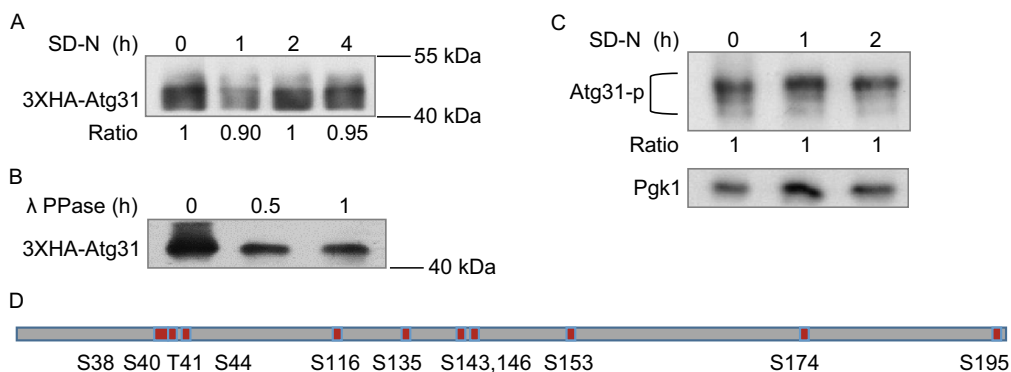 A
SD-N (h) 0 1 2 4
55 kDa
3XHA-Atg31
40 kDa
Ratio 1 0.90 1 0.95
B
λ PPase (h) 0 0.5 1
3XHA-Atg31
40 kDa
C
SD-N (h) 0 1 2
Atg31-p
Ratio 1 1 1
Pgk1
D
S38 S40 T41 S44 S116 S135 S143,146 S153 S174 S195